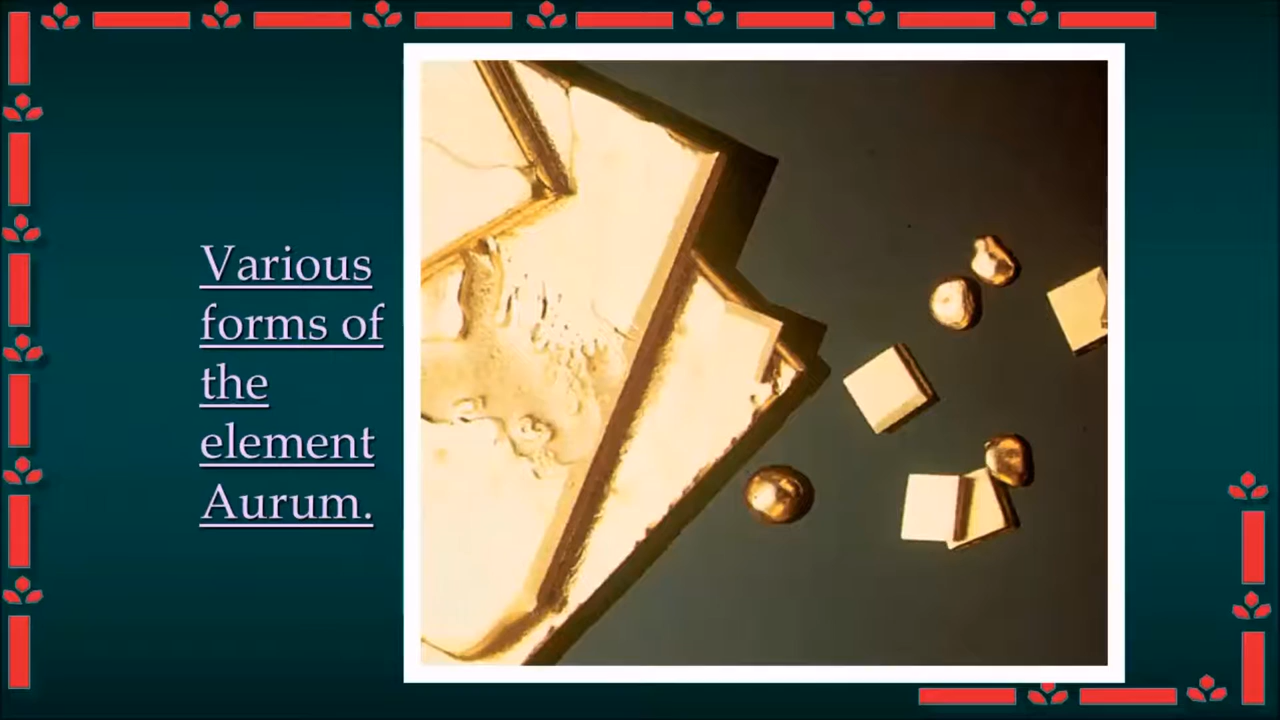 Various
forms of
the
element
Aurum.